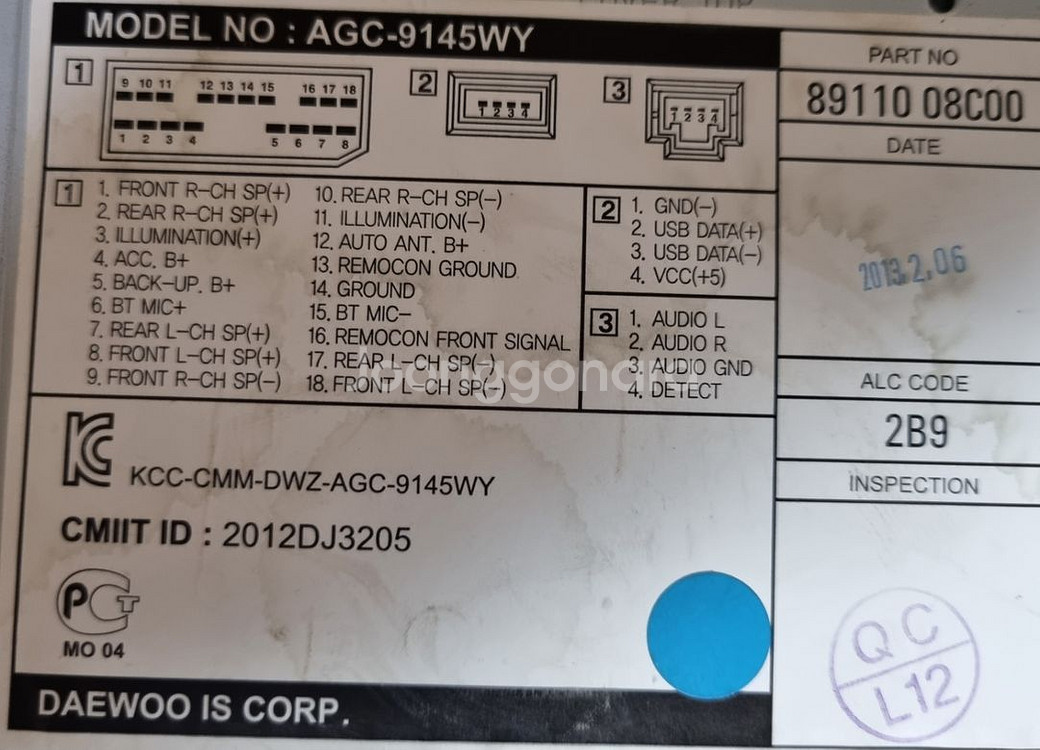 MODEL NO : AGC-9145WY
PART NO
89110 08C00
DATE
2013.2.06
ALC CODE
2B9
INSPECTION
QC
L12
1
9 10 11 12 13 14 15 16 17 18
1 2 3 4 5 6 7 8
2
1 2 3 4
3
1 2 3 4
1
1. FRONT R-CH SP(+)
2. REAR R-CH SP(+)
3. ILLUMINATION(+)
4. ACC. B+
5. BACK-UP. B+
6. BT MIC+
7. REAR L-CH SP(+)
8. FRONT L-CH SP(+)
9. FRONT R-CH SP(-)
10. REAR R-CH SP(-)
11. ILLUMINATION(-)
12. AUTO ANT. B+
13. REMOCON GROUND
14. GROUND
15. BT MIC-
16. REMOCON FRONT SIGNAL
17. REAR L-CH SP(-)
18. FRONT L-CH SP(-)
2
1. GND(-)
2. USB DATA(+)
3. USB DATA(-)
4. VCC(+5)
3
1. AUDIO L
2. AUDIO R
3. AUDIO GND
4. DETECT
KCC-CMM-DWZ-AGC-9145WY
CMIIT ID : 2012DJ3205
MO 04
DAEWOO IS CORP.